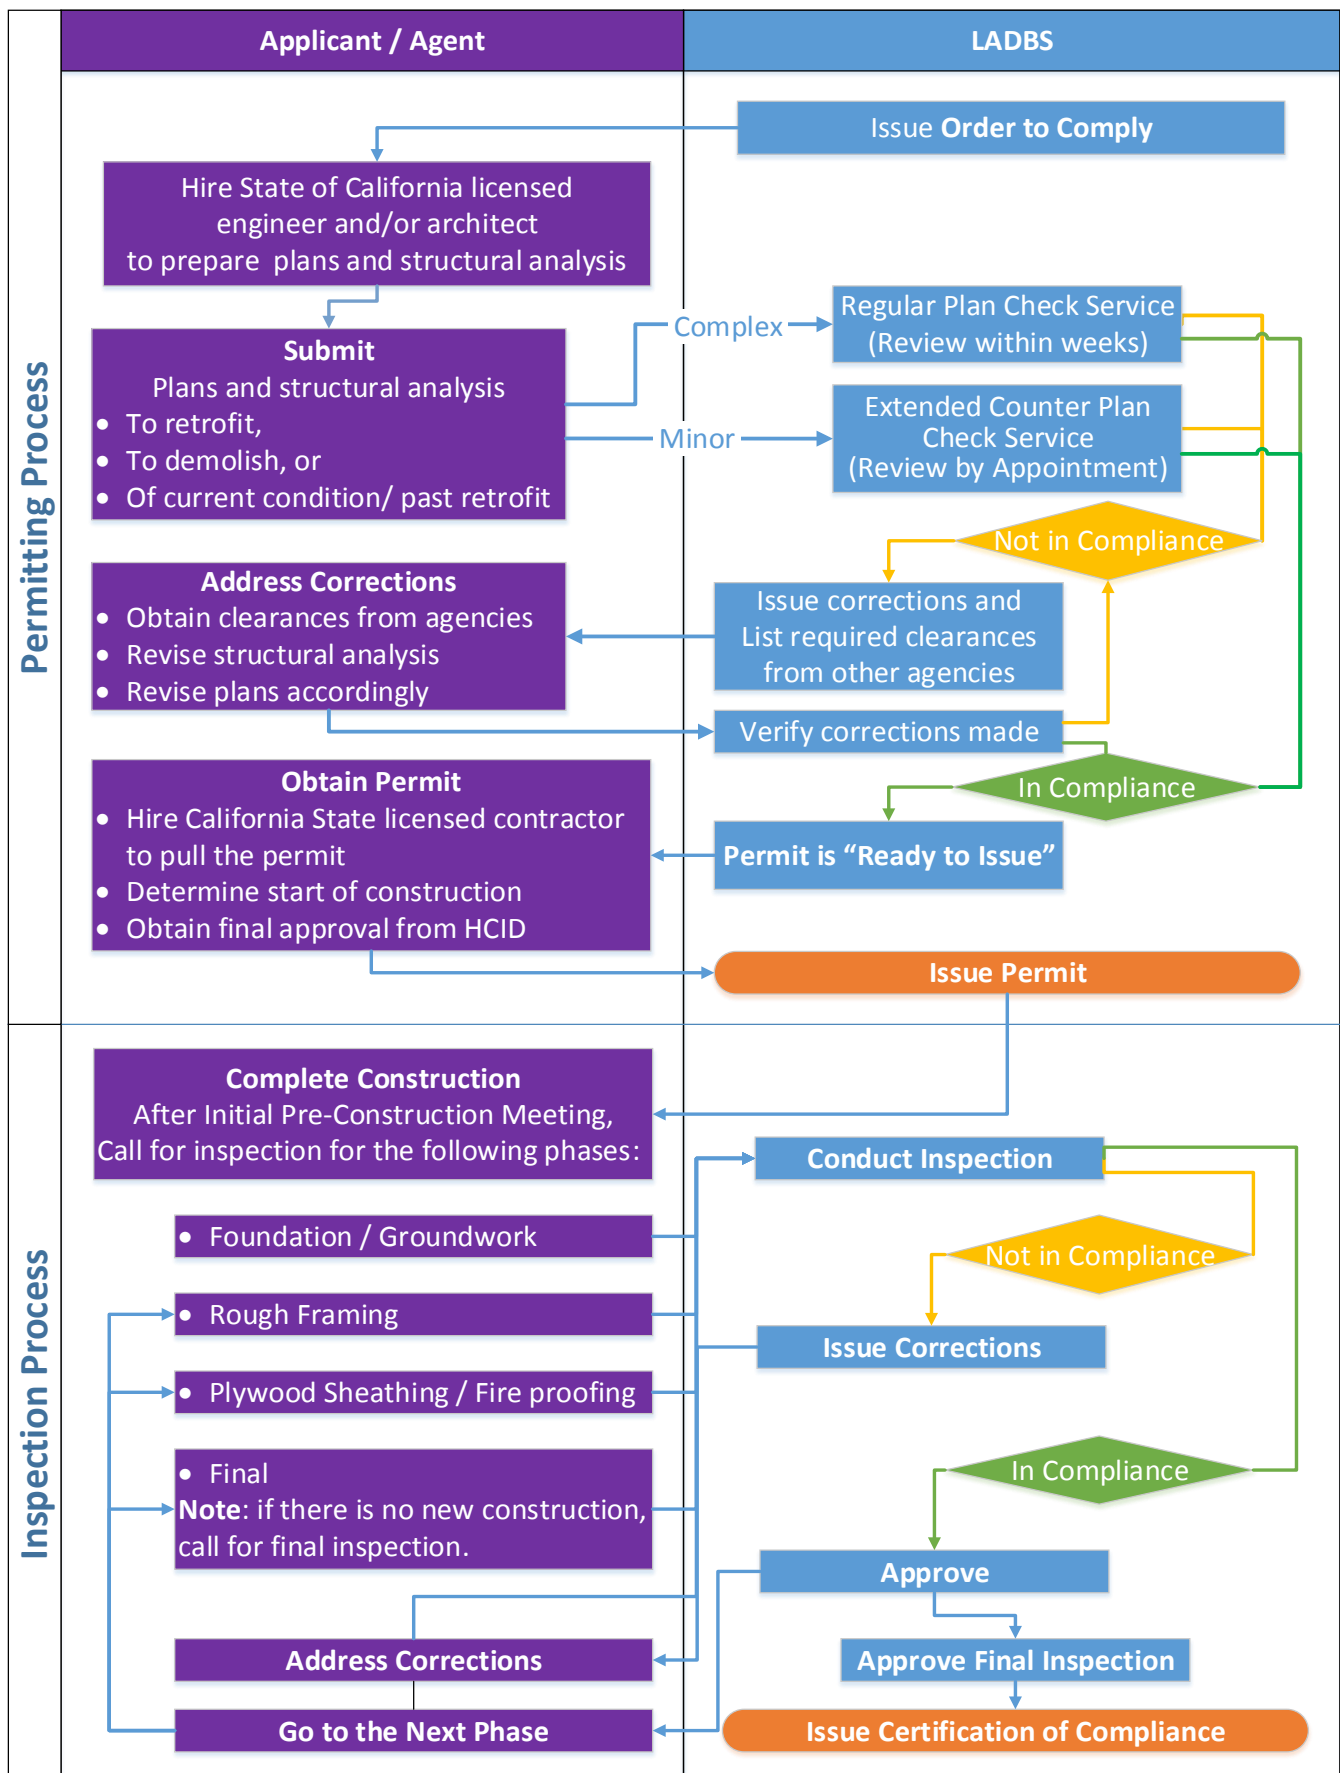 Applicant / Agent
LADBS
Permitting Process
Issue Order to Comply
Hire State of California licensed
engineer and/or architect
to prepare plans and structural analysis
Submit
Plans and structural analysis
• To retrofit,
• To demolish, or
• Of current condition/ past retrofit
Complex
Minor
Regular Plan Check Service
(Review within weeks)
Extended Counter Plan
Check Service
(Review by Appointment)
Not in Compliance
Issue corrections and
List required clearances
from other agencies
Address Corrections
• Obtain clearances from agencies
• Revise structural analysis
• Revise plans accordingly
Verify corrections made
In Compliance
Permit is “Ready to Issue”
Obtain Permit
• Hire California State licensed contractor
to pull the permit
• Determine start of construction
• Obtain final approval from HCID
Issue Permit
Inspection Process
Complete Construction
After Initial Pre-Construction Meeting,
Call for inspection for the following phases:
Conduct Inspection
• Foundation / Groundwork
Not in Compliance
• Rough Framing
Issue Corrections
• Plywood Sheathing / Fire proofing
• Final
Note: if there is no new construction,
call for final inspection.
In Compliance
Approve
Address Corrections
Approve Final Inspection
Go to the Next Phase
Issue Certification of Compliance